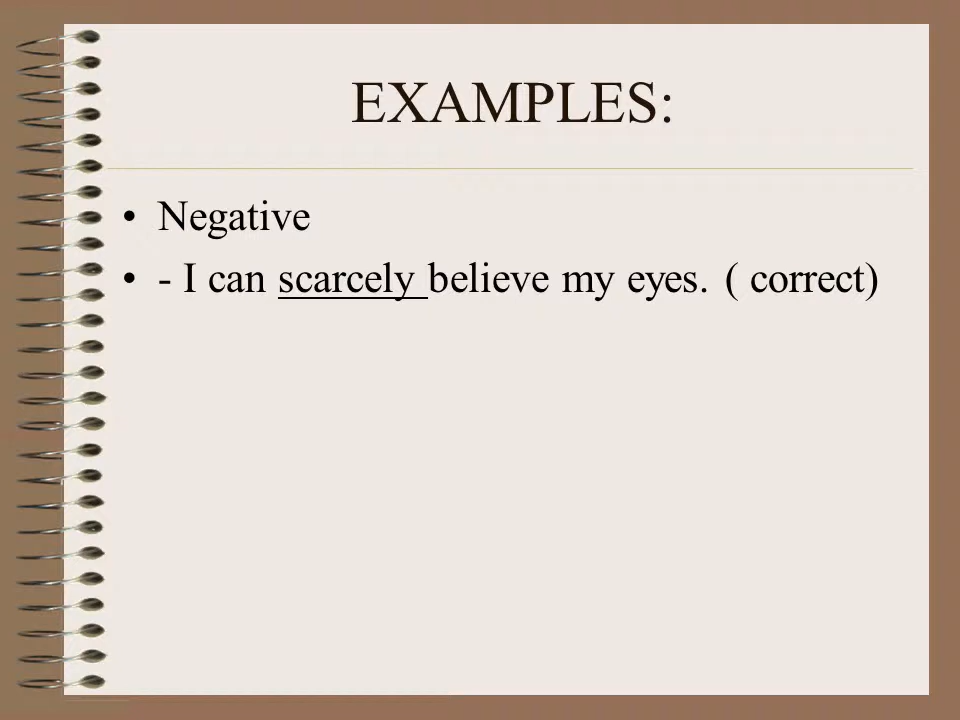 EXAMPLES:
• Negative
• - I can scarcely believe my eyes. ( correct)